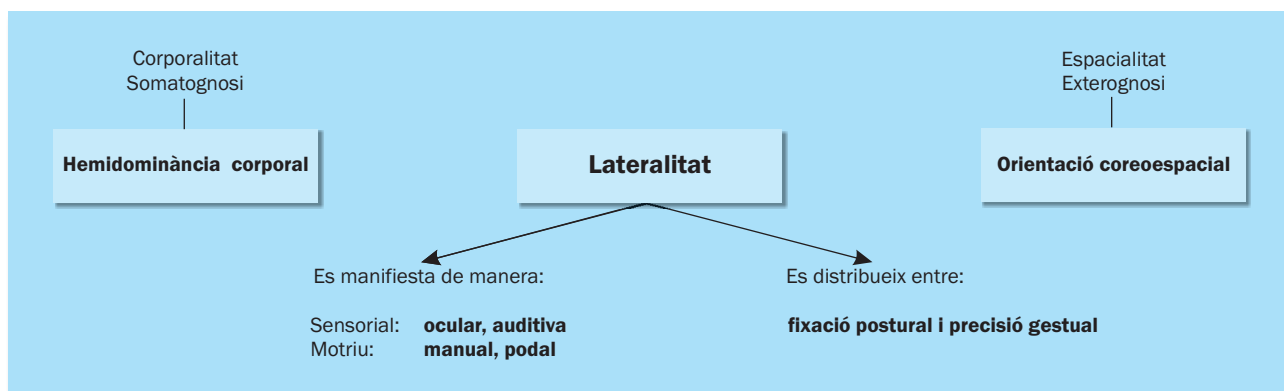 Corporalitat
Somatognosi
Hemidominància corporal
Lateralitat
Espacialitat
Exterognosi
Orientació coreoespacial
Es manifiesta de manera:
Sensorial: ocular, auditiva
Motriu: manual, podal
Es distribueix entre:
fixació postural i precisió gestual